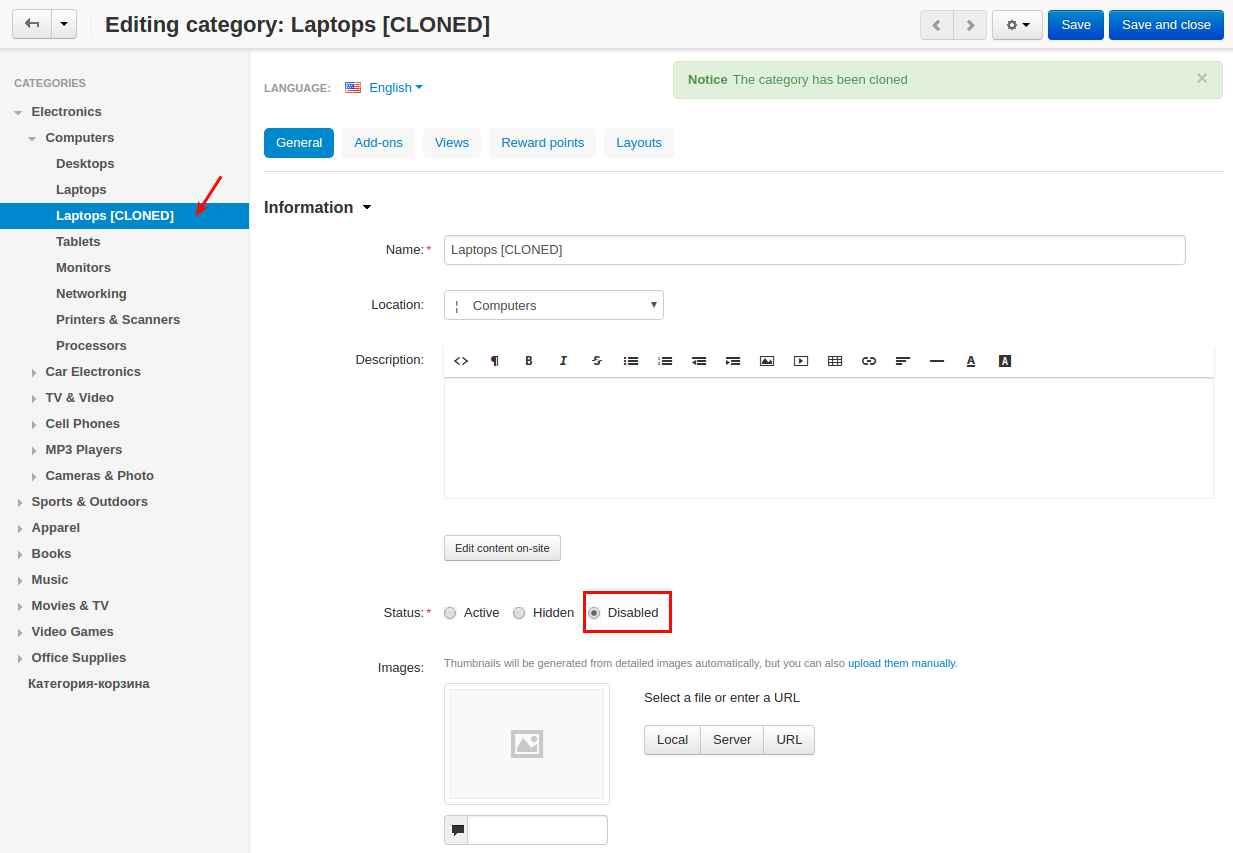 Editing category: Laptops [CLONED]
Save
Save and close
CATEGORIES
Electronics
Computers
Desktops
Laptops
Laptops [CLONED]
Tablets
Monitors
Networking
Printers & Scanners
Processors
Car Electronics
TV & Video
Cell Phones
MP3 Players
Cameras & Photo
Sports & Outdoors
Apparel
Books
Music
Movies & TV
Video Games
Office Supplies
Категория-корзина
LANGUAGE: English
Notice The category has been cloned
General Add-ons Views Reward points Layouts
Information
Name:* Laptops [CLONED]
Location: ¦ Computers
Description:
Edit content on-site
Status:* Active Hidden Disabled
Images: Thumbnails will be generated from detailed images automatically, but you can also upload them manually.
Select a file or enter a URL
Local Server URL